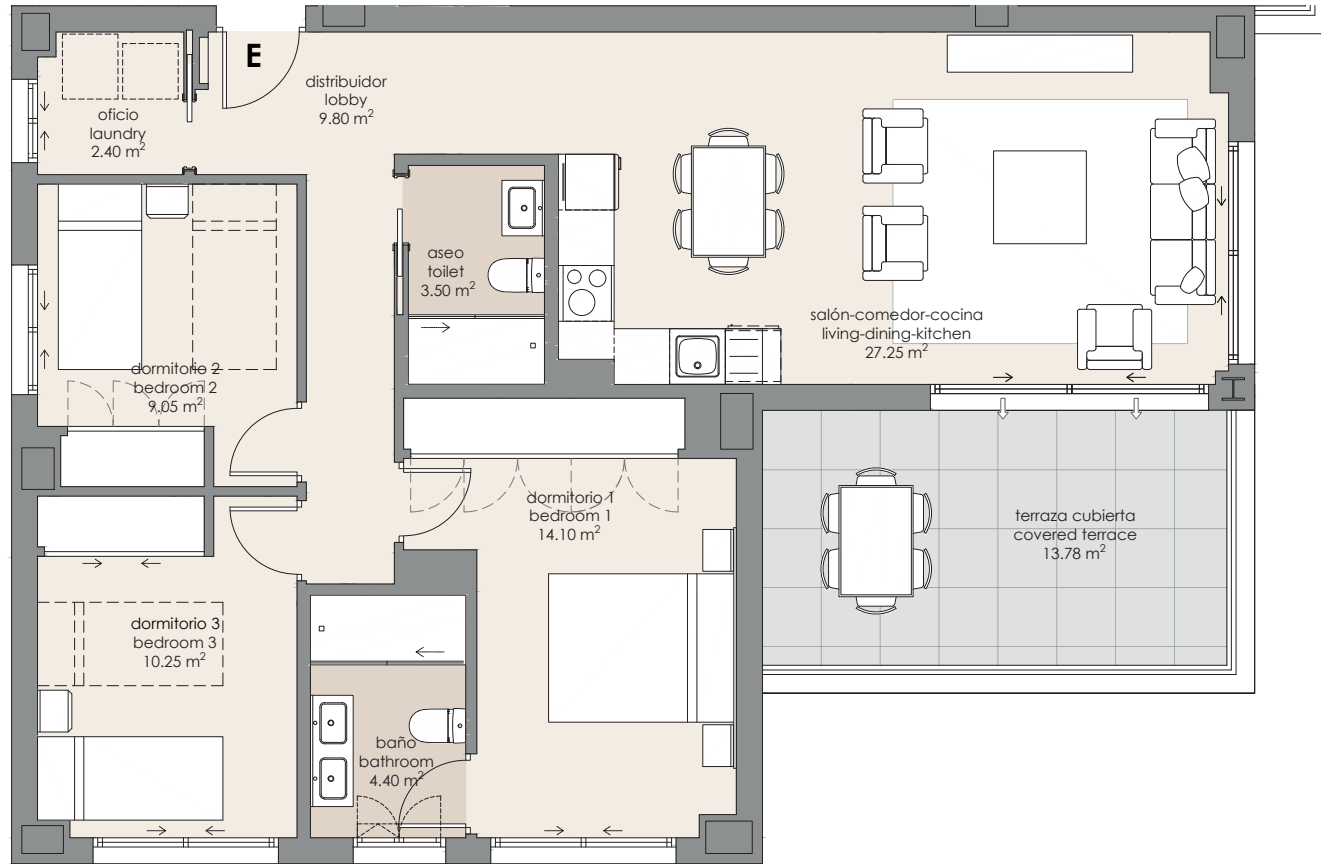 E
distribuidor
lobby
9.80 m²
oficio
laundry
2.40 m²
aseo
toilet
3.50 m²
salón-comedor-cocina
living-dining-kitchen
27.25 m²
dormitorio 2
bedroom 2
9.05 m²
dormitorio 1
bedroom 1
14.10 m²
terraza cubierta
covered terrace
13.78 m²
dormitorio 3
bedroom 3
10.25 m²
baño
bathroom
4.40 m²